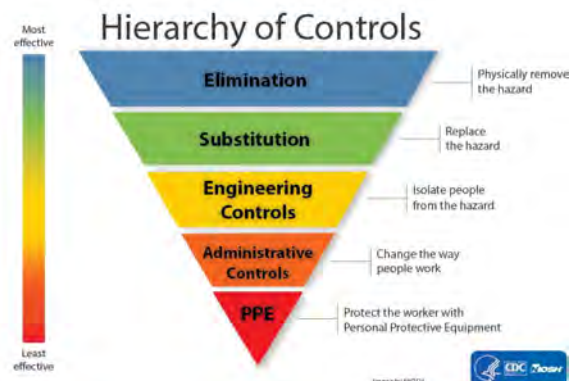 Hierarchy of Controls
Most
effective
Elimination
Physically remove
the hazard
Substitution
Replace
the hazard
Engineering
Controls
Isolate people
from the hazard
Administrative
Controls
Change the way
people work
PPE
Protect the worker with
Personal Protective Equipment
Least
effective
CDC NIOSH